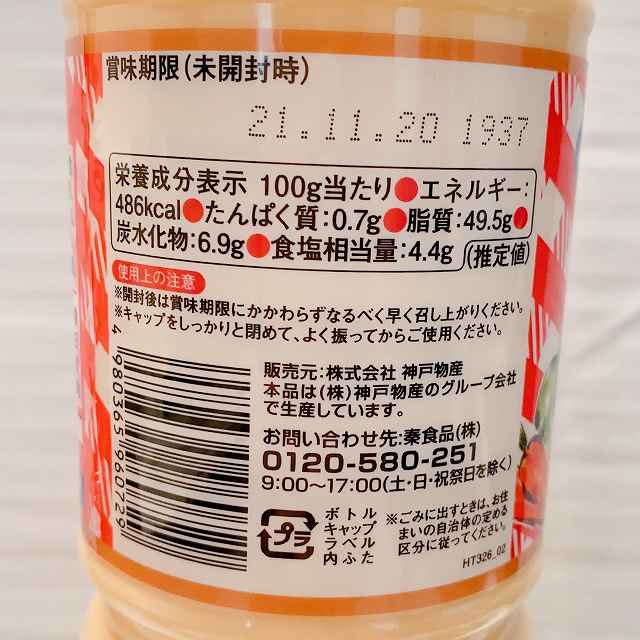 賞味期限(未開封時)
21.11.20 1937
栄養成分表示 100g当たり●エネルギー:
486kcal●たんぱく質:0.7g●脂質:49.5g●
炭水化物:6.9g●食塩相当量:4.4g (推定値)
使用上の注意
※開封後は賞味期限にかかわらずなるべく早く召し上がりください。
※キャップをしっかりと閉めて、よく振ってからご使用ください。
販売元:株式会社 神戸物産
本品は(株)神戸物産のグループ会社
で生産しています。
お問い合わせ先:秦食品(株)
0120-580-251
9:00〜17:00(土・日・祝祭日を除く)
プラ
ボトル
キャップ
ラベル
内ふた
※ごみに出すときは、お住
まいの自治体の定める
区分に従ってください。
HT326_02
4 980365 960729